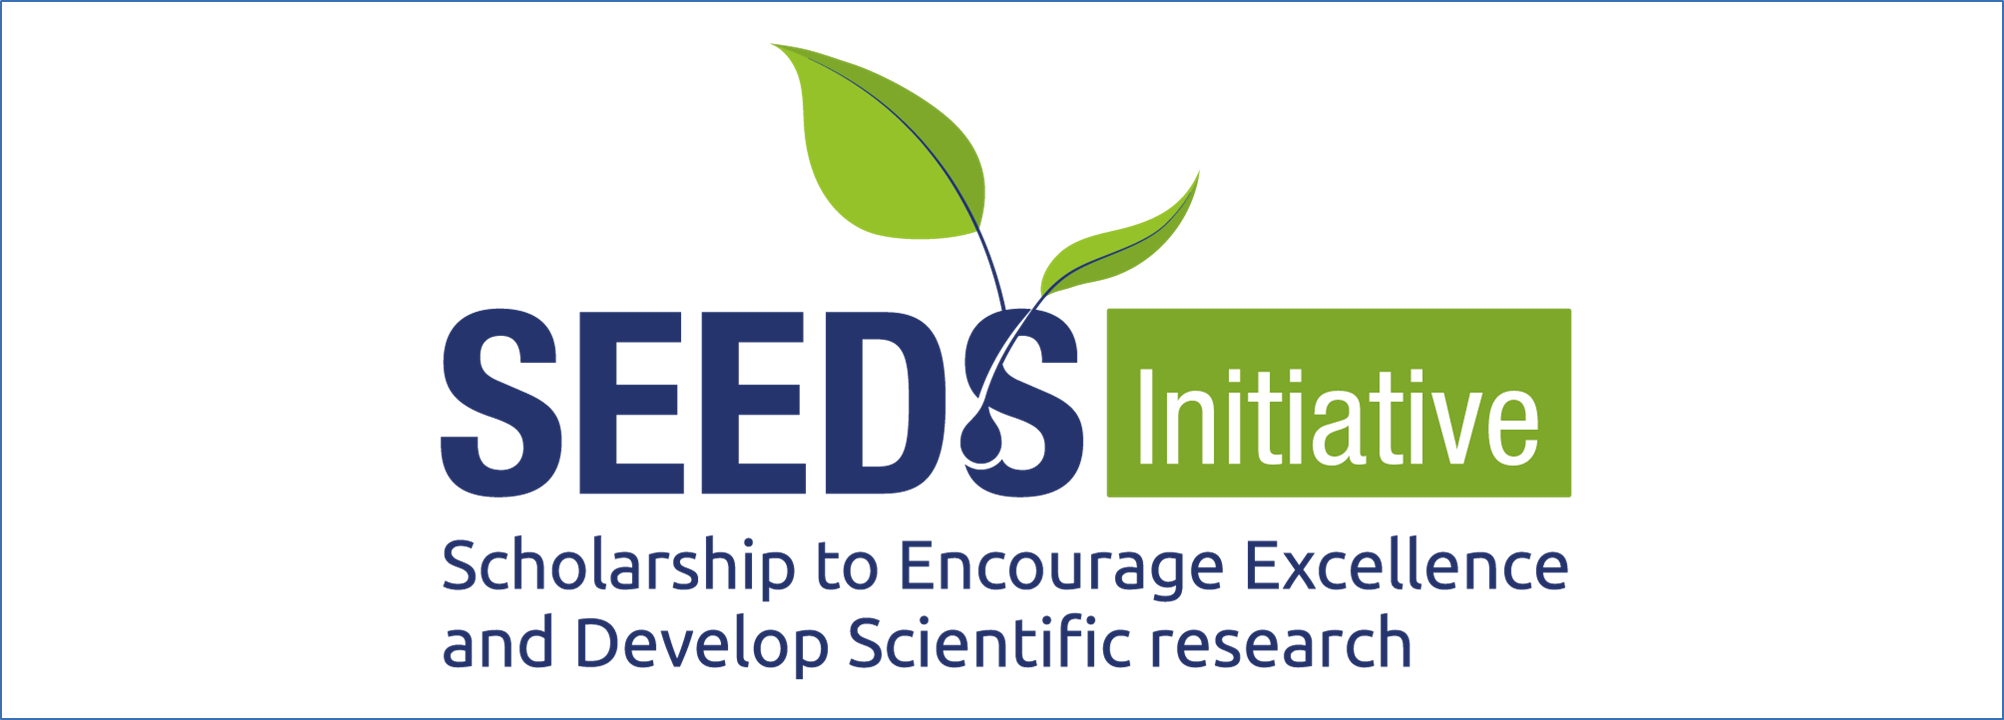 SEEDS Initiative
Scholarship to Encourage Excellence
and Develop Scientific research